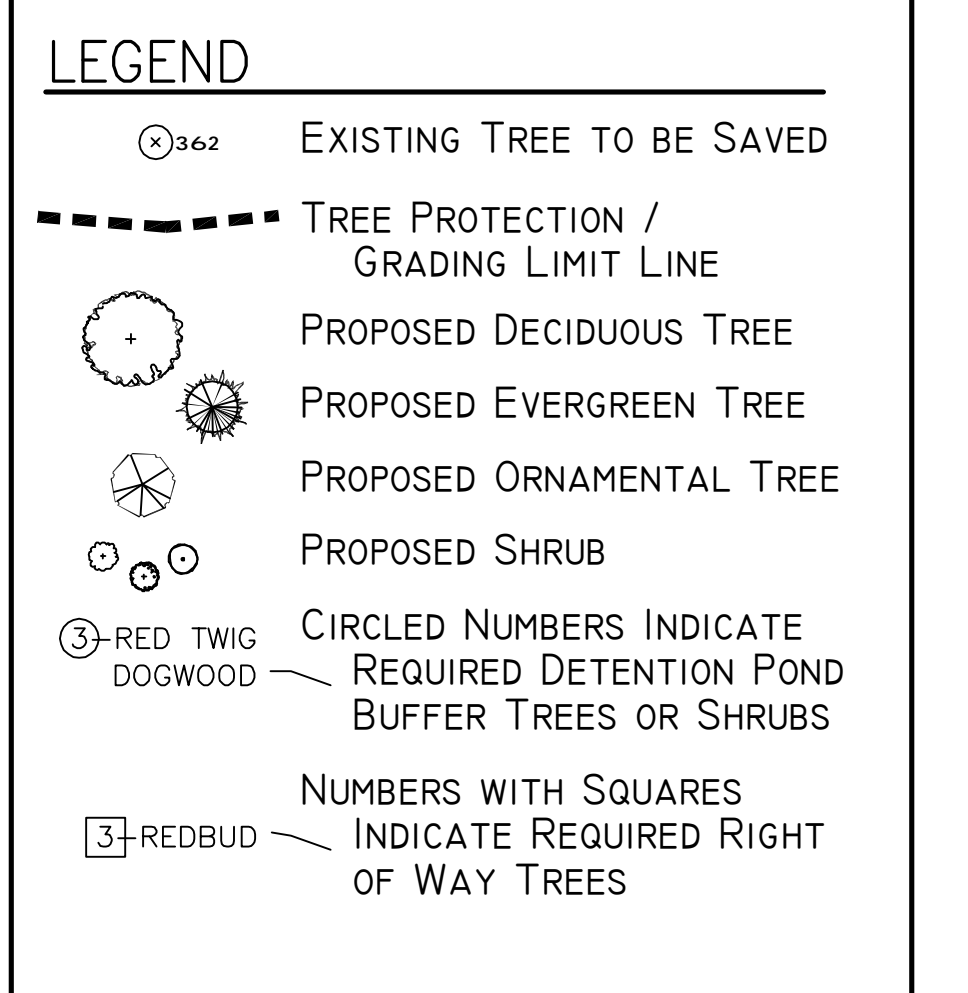 LEGEND
362 EXISTING TREE TO BE SAVED
TREE PROTECTION /
GRADING LIMIT LINE
PROPOSED DECIDUOUS TREE
PROPOSED EVERGREEN TREE
PROPOSED ORNAMENTAL TREE
PROPOSED SHRUB
3-RED TWIG
DOGWOOD
CIRCLED NUMBERS INDICATE
REQUIRED DETENTION POND
BUFFER TREES OR SHRUBS
3-REDBUD
NUMBERS WITH SQUARES
INDICATE REQUIRED RIGHT
OF WAY TREES